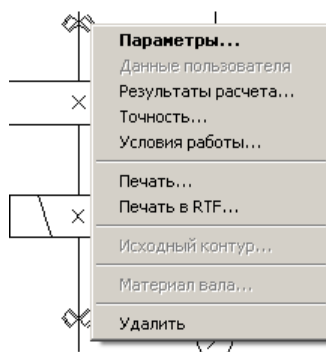 Параметры...
Данные пользователя
Результаты расчета...
Точность...
Условия работы...
Печать...
Печать в RTF...
Исходный контур...
Материал вала...
Удалить